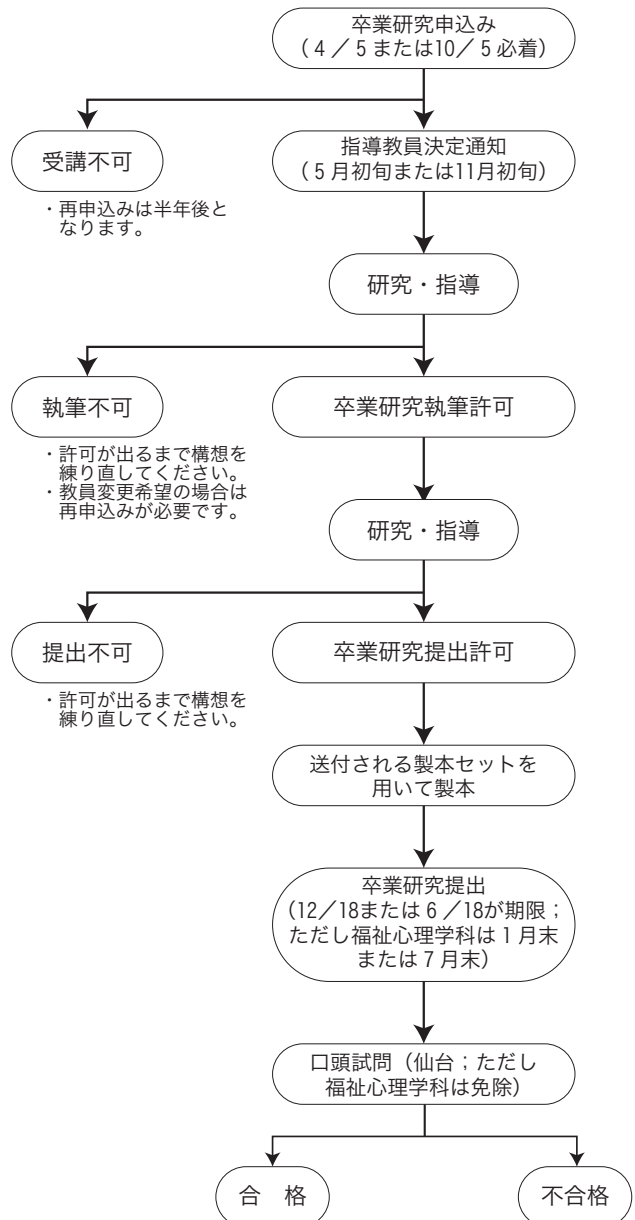 卒業研究申込み
(4/5または10/5必着)
受講不可
指導教員決定通知
(5月初旬または11月初旬)
・再申込みは半年後と
なります。
研究・指導
執筆不可
卒業研究執筆許可
・許可が出るまで構想を
練り直してください。
・教員変更希望の場合は
再申込みが必要です。
研究・指導
提出不可
卒業研究提出許可
・許可が出るまで構想を
練り直してください。
送付される製本セットを
用いて製本
卒業研究提出
(12/18または6/18が期限;
ただし福祉心理学科は1月末
または7月末)
口頭試問(仙台;ただし
福祉心理学科は免除)
合 格
不合格